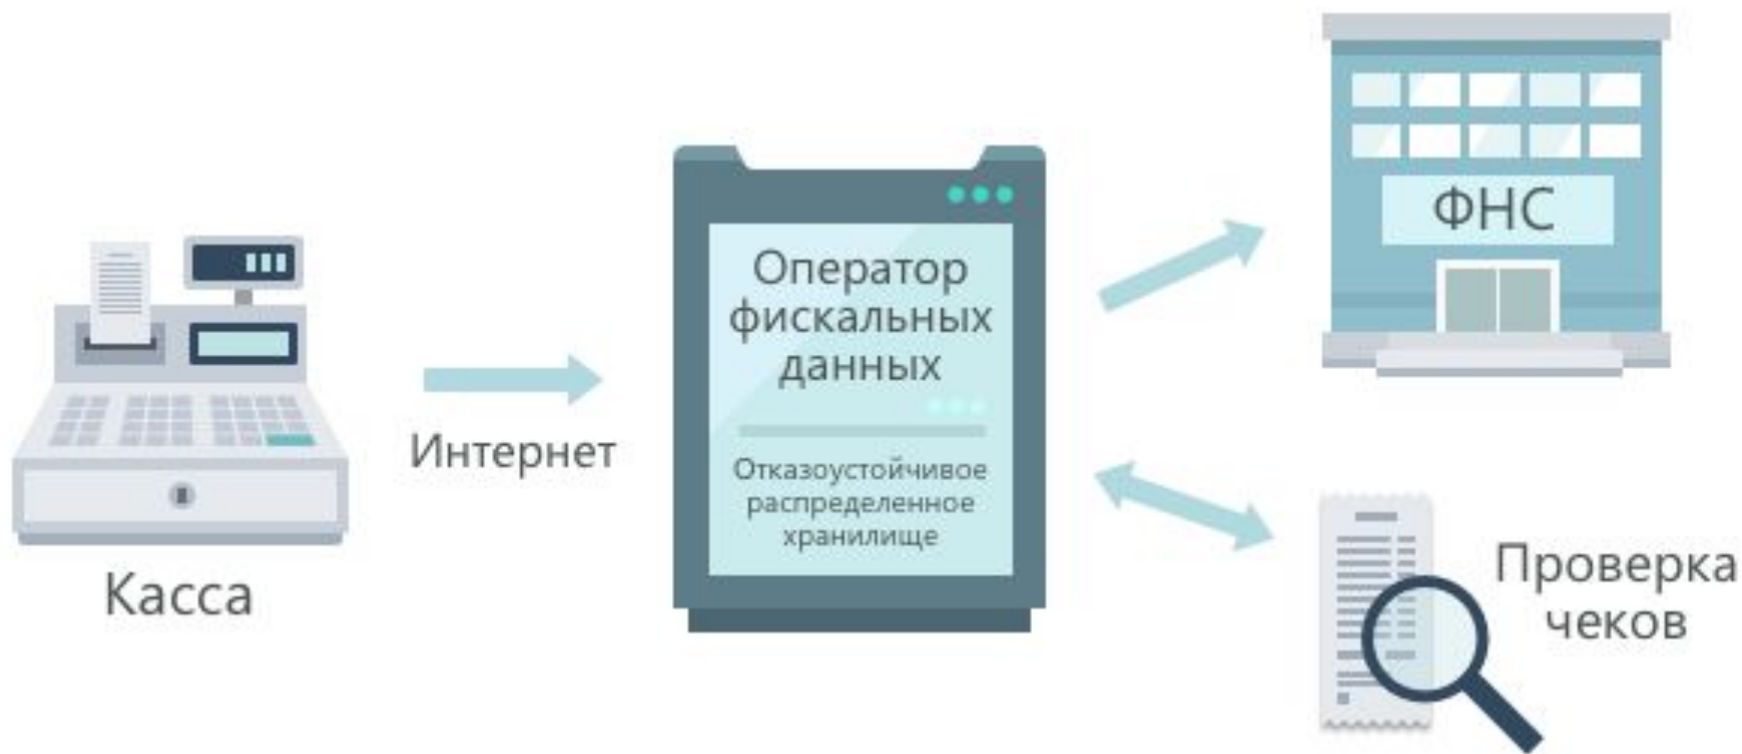 Касса
Интернет
Оператор
фискальных
данных
Отказоустойчивое
распределенное
хранилище
ФНС
Проверка
чеков